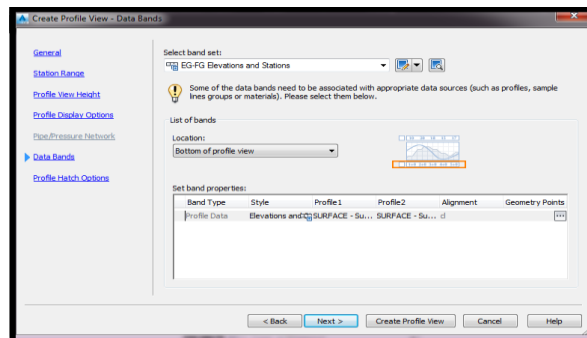 Create Profile View - Data Bands
General
Station Range
Profile View Height
Profile Display Options
Pipe/Pressure Network
Data Bands
Profile Hatch Options
Select band set:
EG-FG Elevations and Stations
Some of the data bands need to be associated with appropriate data sources (such as profiles, sample
lines groups or materials). Please select them below.
List of bands
Location:
Bottom of profile view
Set band properties:
Band Type Style Profile1 Profile2 Alignment Geometry Points
Profile Data Elevations and SURFACE - Su... SURFACE - Su... d
< Back Next > Create Profile View Cancel Help